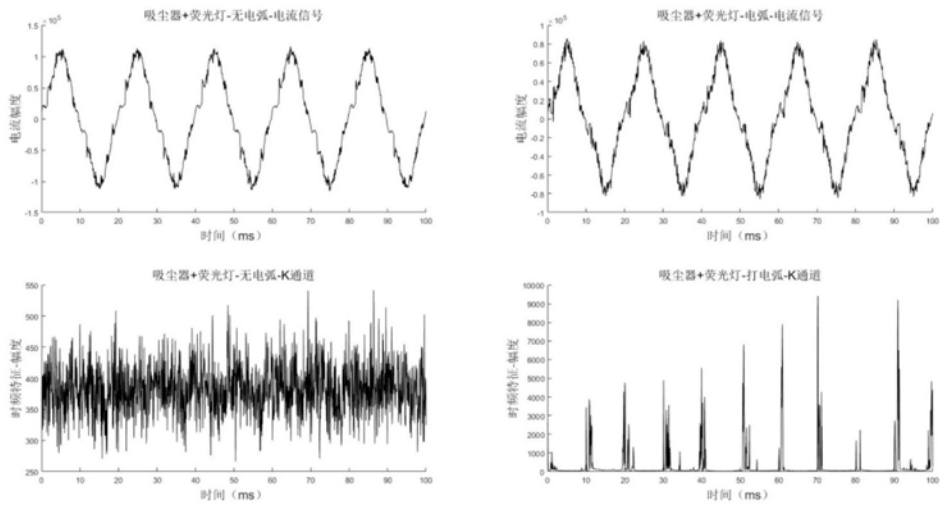 吸尘器+荧光灯-无电弧-电流信号
×10⁵
1.5
1
0.5
0
-0.5
-1
-1.5
电流幅度
0 10 20 30 40 50 60 70 80 90 100
时间（ms）
吸尘器+荧光灯-电弧-电流信号
×10⁵
1
0.8
0.6
0.4
0.2
0
-0.2
-0.4
-0.6
-0.8
-1
电流幅度
0 10 20 30 40 50 60 70 80 90 100
时间（ms）
吸尘器+荧光灯-无电弧-K通道
550
500
450
400
350
300
250
时频特征-幅度
0 10 20 30 40 50 60 70 80 90 100
时间（ms）
吸尘器+荧光灯-打电弧-K通道
10000
9000
8000
7000
6000
5000
4000
3000
2000
1000
0
时频特征-幅度
0 10 20 30 40 50 60 70 80 90 100
时间（ms）